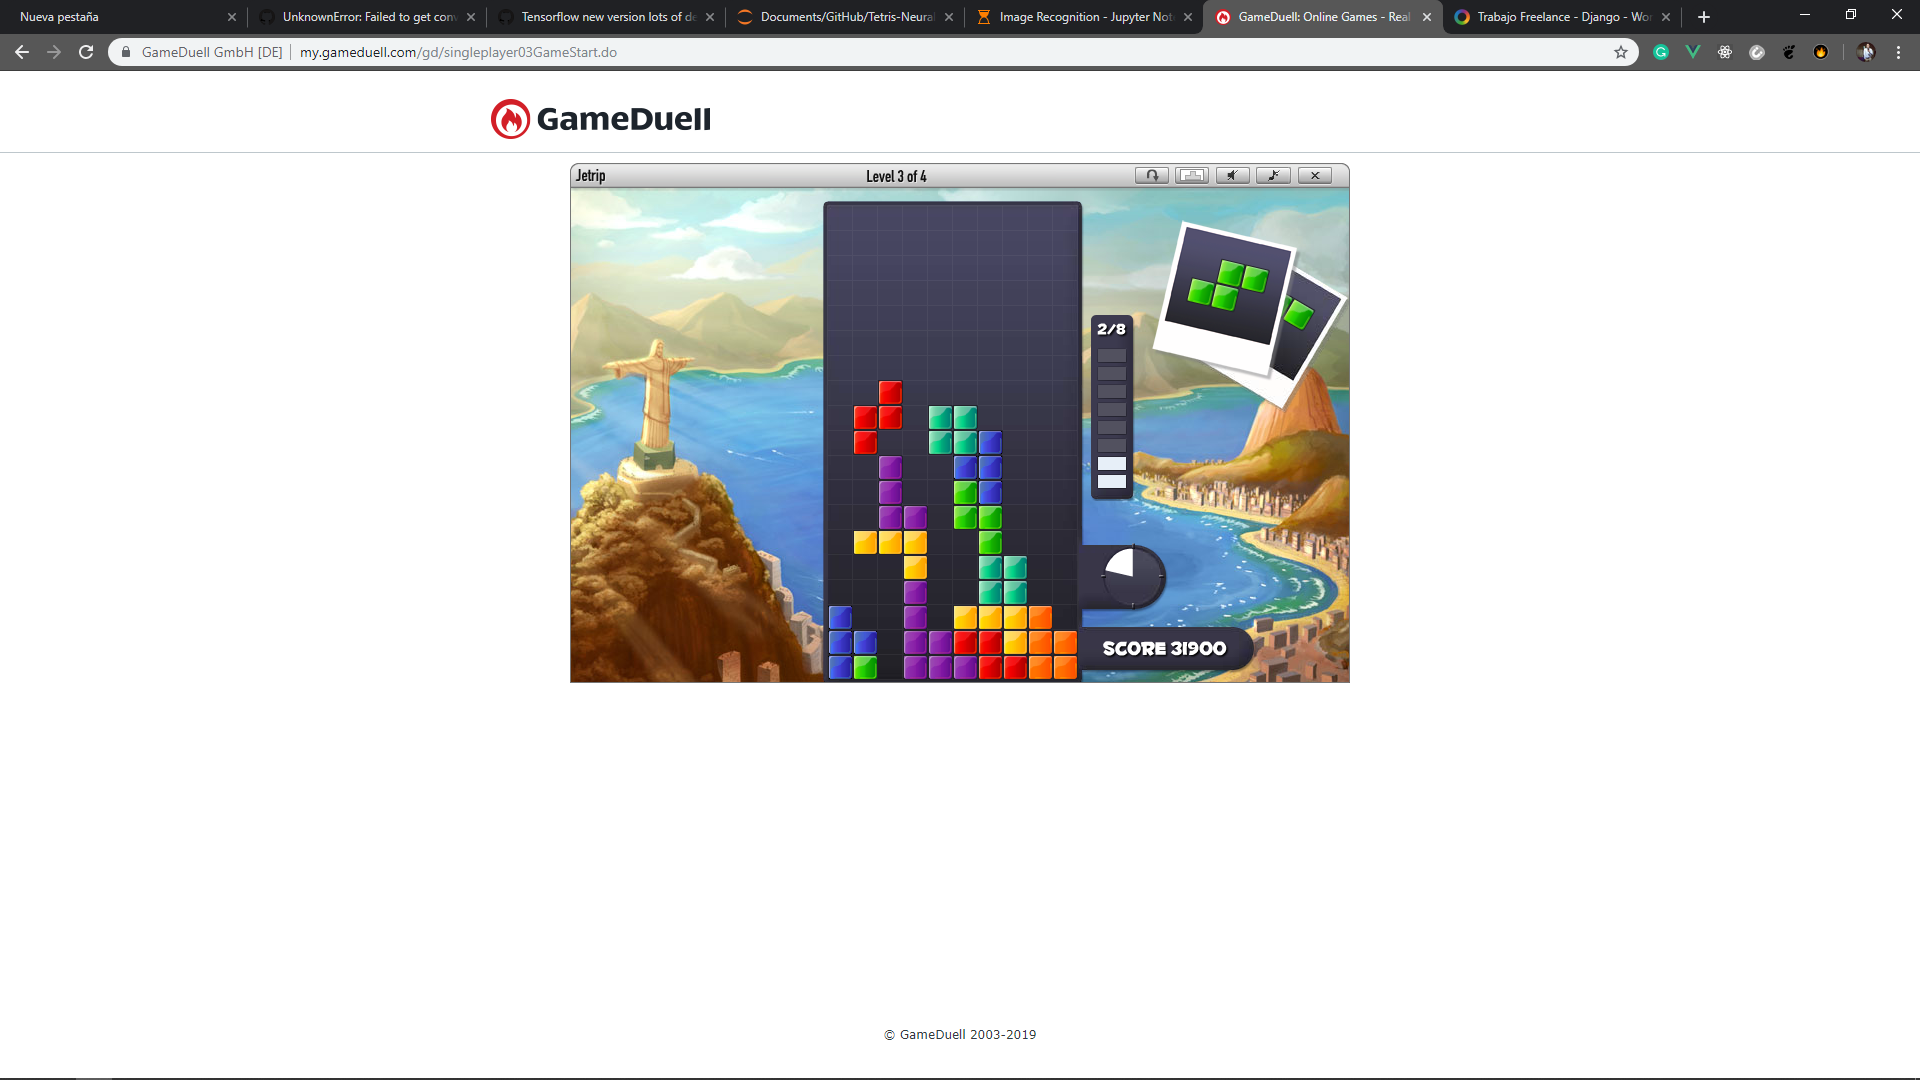 Nueva pestaña
UnknownError: Failed to get con
Tensorflow new version lots of de
Documents/GitHub/Tetris-Neural
Image Recognition - Jupyter Not
GameDuell: Online Games - Real
Trabajo Freelance - Django - Wor
GameDuell GmbH [DE]
my.gameduell.com/gd/singleplayer03GameStart.do
GameDuell
Jetrip
Level 3 of 4
2/8
SCORE 31900
© GameDuell 2003-2019